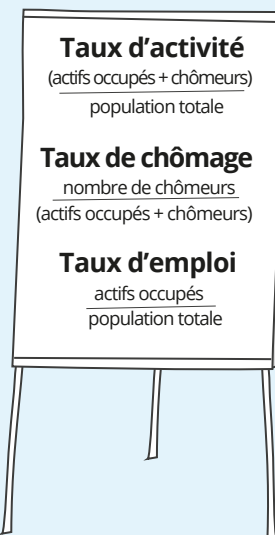 Taux d’activité
(actifs occupés + chômeurs)
population totale
Taux de chômage
nombre de chômeurs
(actifs occupés + chômeurs)
Taux d’emploi
actifs occupés
population totale